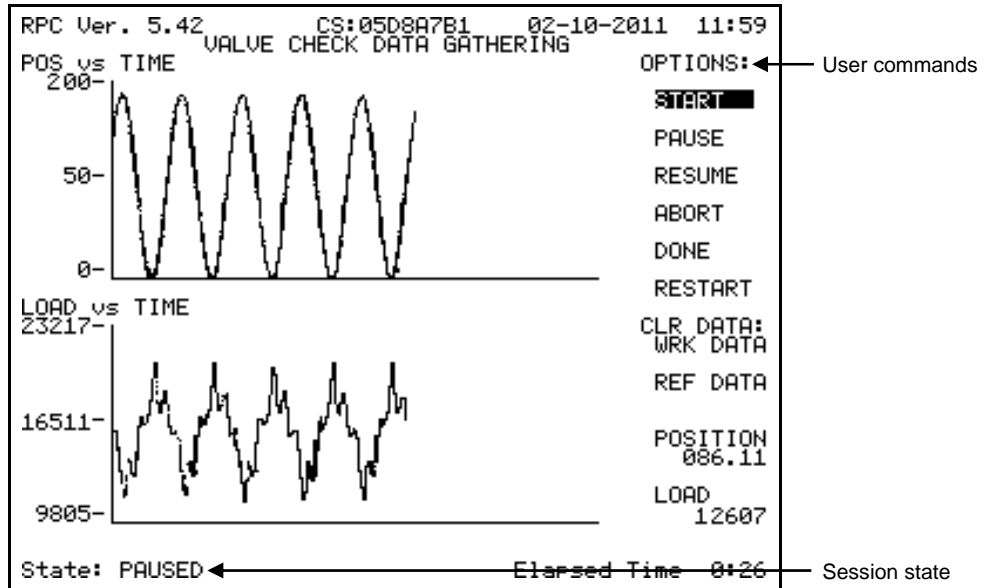 RPC Ver. 5.42 CS:05D8A7B1 02-10-2011 11:59
VALVE CHECK DATA GATHERING
POS vs TIME
OPTIONS:
User commands
200-
START
PAUSE
50-
RESUME
ABORT
DONE
0-
RESTART
LOAD vs TIME
23217-
CLR DATA:
WRK DATA
REF DATA
16511-
POSITION
086.11
LOAD
12607
9805-
State: PAUSED
Elapsed Time 0:26
Session state